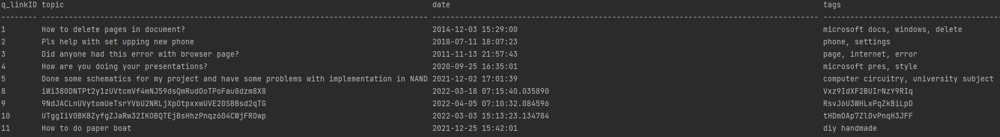 q_linkID topic date tags
-------- -------------------------------------------------------------------------------------- -------------------------------------------------------------------------------------- ---------------------------------------
1 How to delete pages in document? 2014-12-03 15:29:00 microsoft docs, windows, delete
2 Pls help with set upping new phone 2018-07-11 18:07:23 phone, settings
3 Did anyone had this error with browser page? 2011-11-13 21:57:43 page, internet, error
4 How are you doing your presentations? 2020-09-25 16:35:01 microsoft pres, style
5 Done some schematics for my project and have some problems with implementation in NAND 2021-12-02 17:01:39 computer circuitry, university subject
8 iWi380DNTPt2y1zUVtcmVf4mNJ59dsQmRudOoTPoFau8dzm8X8 2022-03-18 07:15:40.035890 Vxz9IdXF2BUIrNzY9RIq
9 9NdJACLnUVytomUeTsrYVbU2NRLjXpOtpxxwUVE20SBBsd2qTG 2022-04-05 07:10:32.084596 RsvJ6U3WHLxPqZkBiLpD
10 UTggIiV0BKBZyfgZJaRw32IKOBQTEjBsHhzPnqz604CWjFROwp 2022-03-03 15:13:23.134784 tHDmOAp7Zl0vPnqH3JFF
11 How to do paper boat 2021-12-25 15:42:01 diy handmade